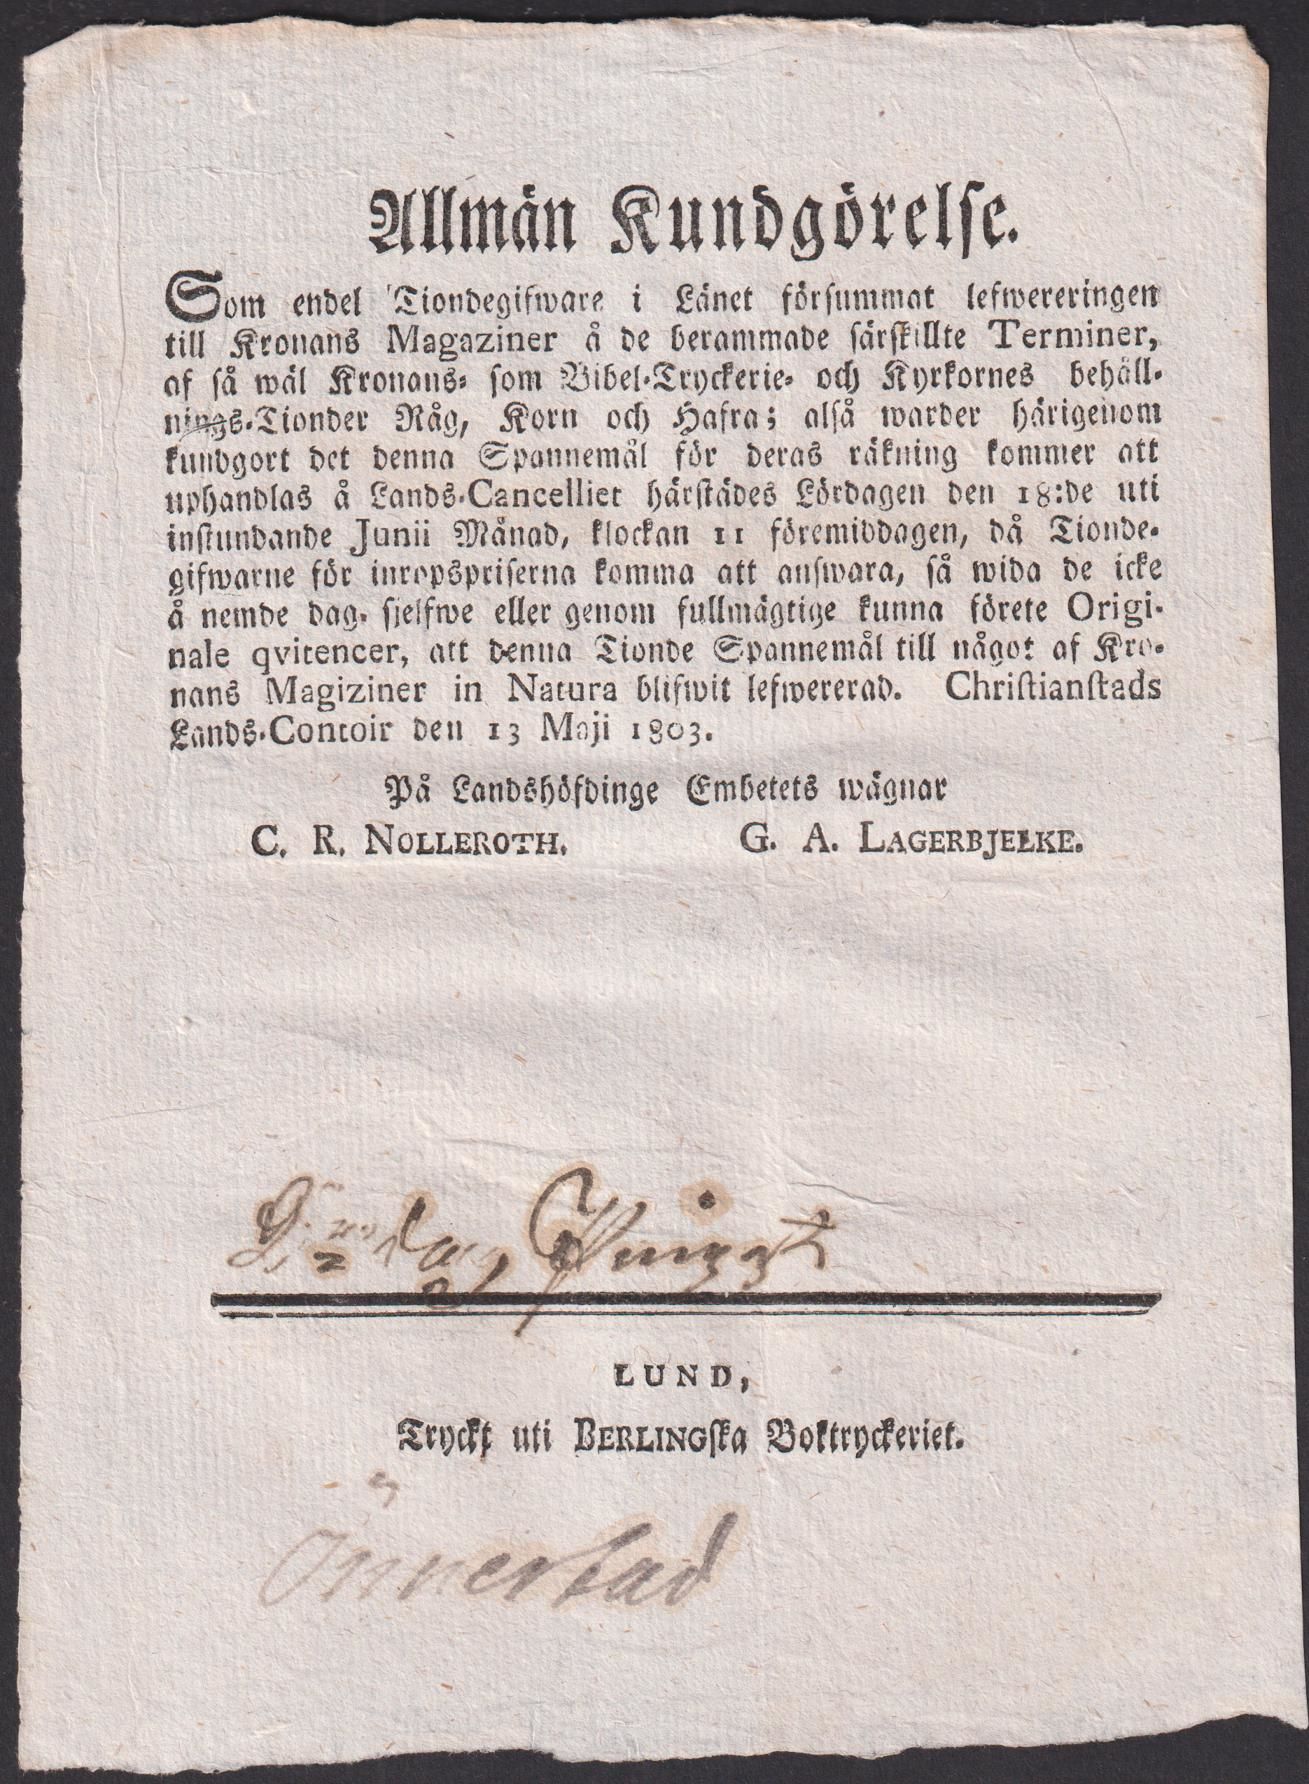 Allmän Kundgörelse.
Som endel Tiondegifware i Länet försummat lefwereringen
till Kronans Magaziner å de berammade särskillte Terminer,
af så wäl Kronans- som Bibel-Tryckerie- och Kyrkornes behåll-
nings-Tionder Råg, Korn och Hafra; alså warder härigenom
kundgort det denna Spannemål för deras räkning kommer att
uphandlas å Lands-Cancelliet härstädes Lördagen den 18:de uti
instundande Junii Månad, klockan 11 föremiddagen, då Tionde-
gifwarne för inropspriserna komma att answara, så wida de icke
å nemde dag, sjelfwe eller genom fullmägtige kunna förete Origi-
nale qvitencer, att denna Tionde Spannemål till något af Kro-
nans Magiziner in Natura blifwit lefwererad. Christianstads
Lands-Contoir den 13 Maji 1803.
På Landshöfdinge Embetets wägnar
C. R. NOLLEROTH. G. A. LAGERBJELKE.
dag Pingst
LUND,
Tryckt uti BERLINGska Boktryckeriet.
Önnestad